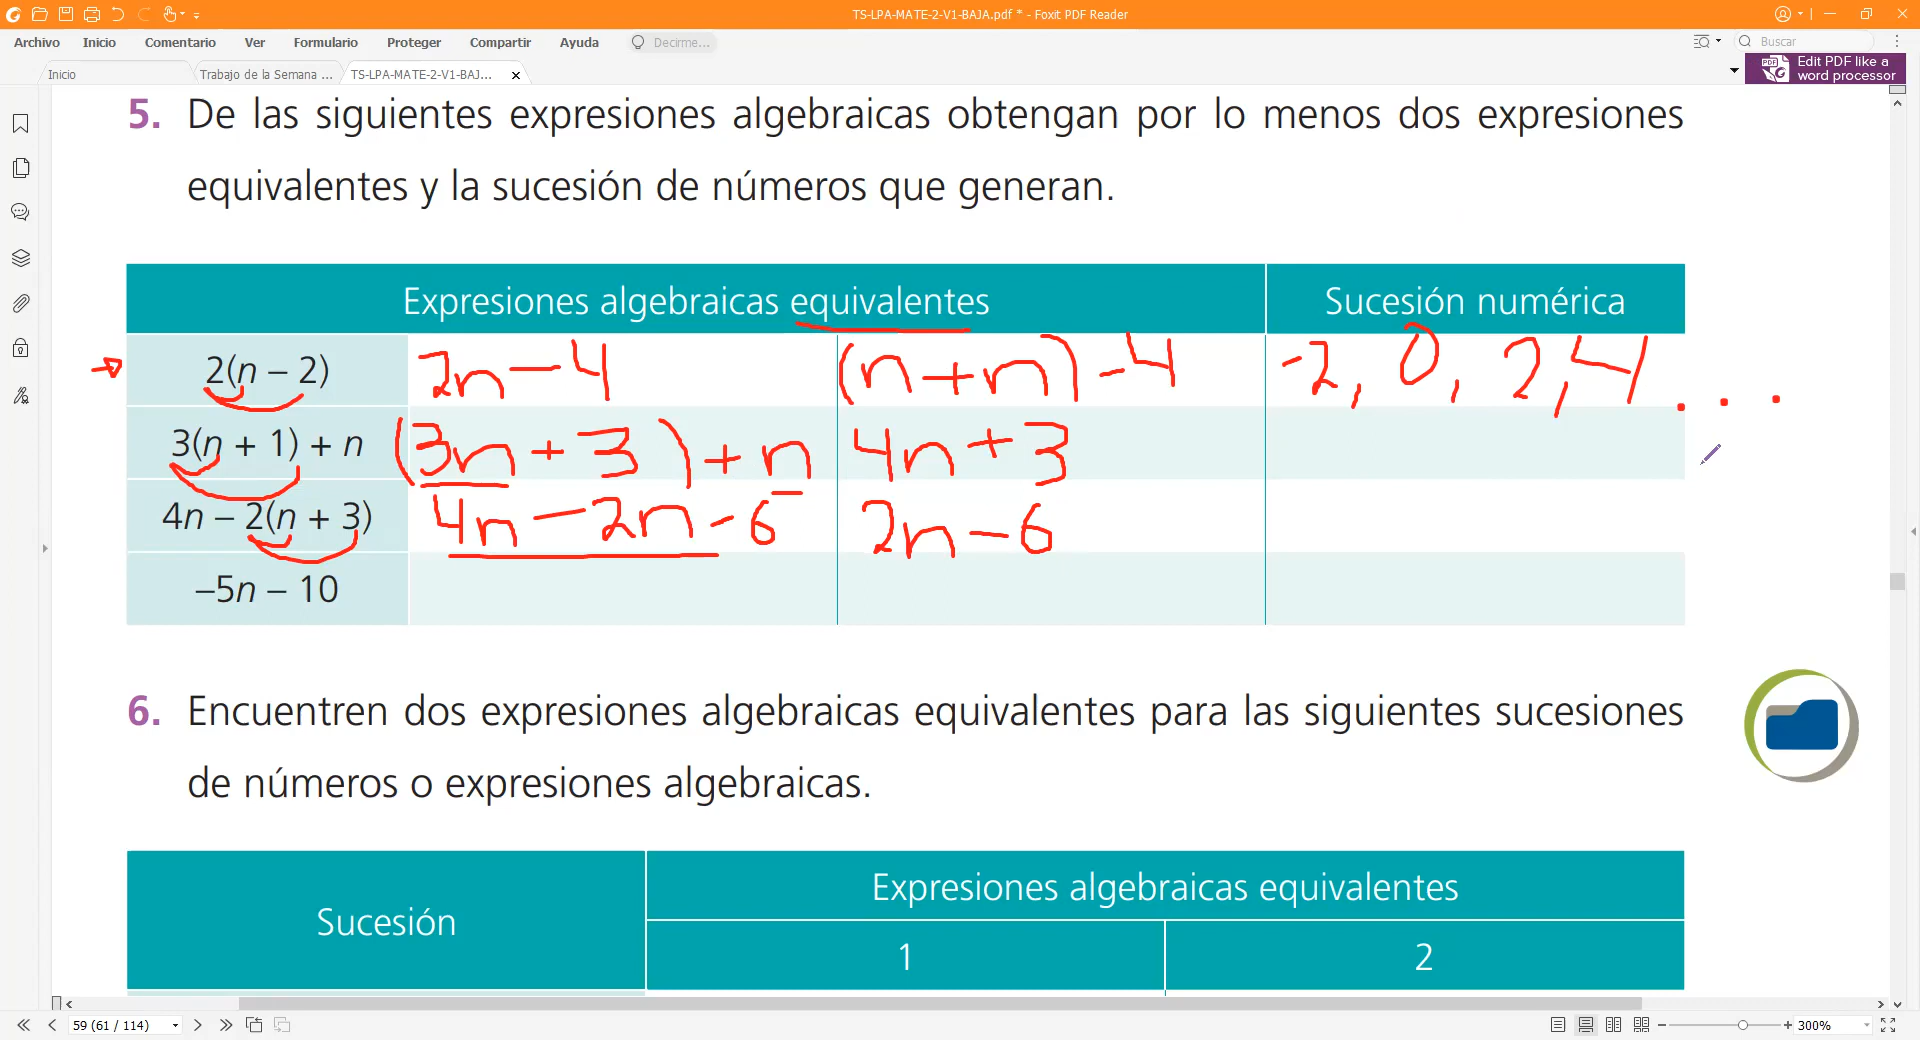 TS-LPA-MATE-2-V1-BAJA.pdf * - Foxit PDF Reader
Archivo Inicio Comentario Ver Formulario Proteger Compartir Ayuda Decirme... Buscar
Inicio Trabajo de la Semana ... TS-LPA-MATE-2-V1-BAJ... Edit PDF like a
word processor
5. De las siguientes expresiones algebraicas obtengan por lo menos dos expresiones
equivalentes y la sucesión de números que generan.
Expresiones algebraicas equivalentes Sucesión numérica
2(n – 2) 2n - 4 (n + n) - 4 -2, 0, 2, 4 . . .
3(n + 1) + n (3n + 3) + n 4n + 3
4n – 2(n + 3) 4n - 2n - 6 2n - 6
–5n – 10
6. Encuentren dos expresiones algebraicas equivalentes para las siguientes sucesiones
de números o expresiones algebraicas.
Sucesión Expresiones algebraicas equivalentes
1 2
59 (61 / 114) 300%